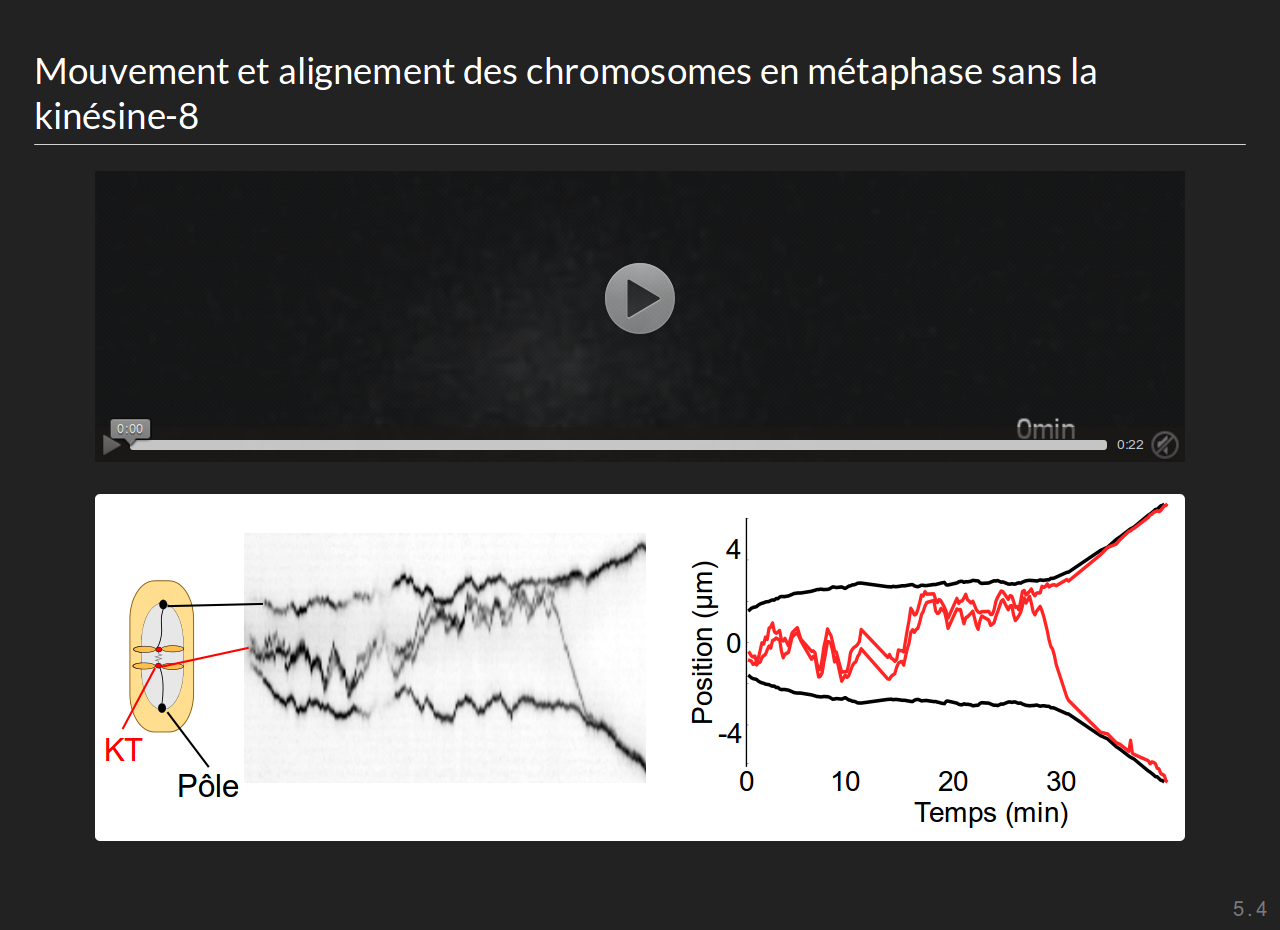 Mouvement et alignement des chromosomes en métaphase sans la
kinésine-8
0min
0:00
0:22
KT
Pôle
Position (µm)
4
0
-4
0
10
20
30
Temps (min)
5.4